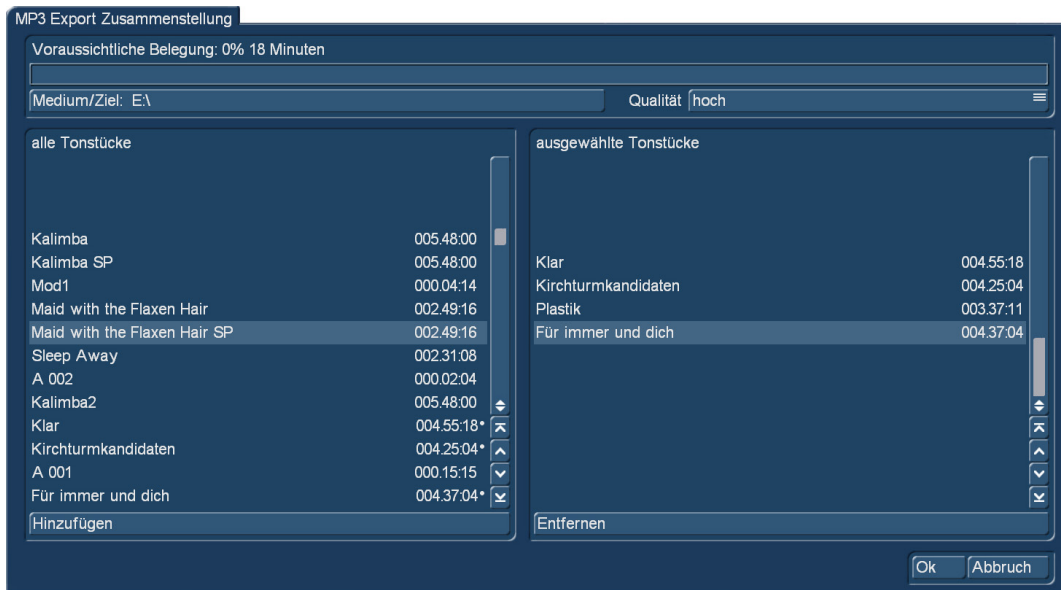 MP3 Export Zusammenstellung
Voraussichtliche Belegung: 0% 18 Minuten
Medium/Ziel: E:\ Qualität hoch
alle Tonstücke
Kalimba 005.48:00
Kalimba SP 005.48:00
Mod1 000.04:14
Maid with the Flaxen Hair 002.49:16
Maid with the Flaxen Hair SP 002.49:16
Sleep Away 002.31:08
A 002 000.02:04
Kalimba2 005.48:00
Klar 004.55:18•
Kirchturmkandidaten 004.25:04•
A 001 000.15:15
Für immer und dich 004.37:04•
Hinzufügen
ausgewählte Tonstücke
Klar 004.55:18
Kirchturmkandidaten 004.25:04
Plastik 003.37:11
Für immer und dich 004.37:04
Entfernen
Ok Abbruch